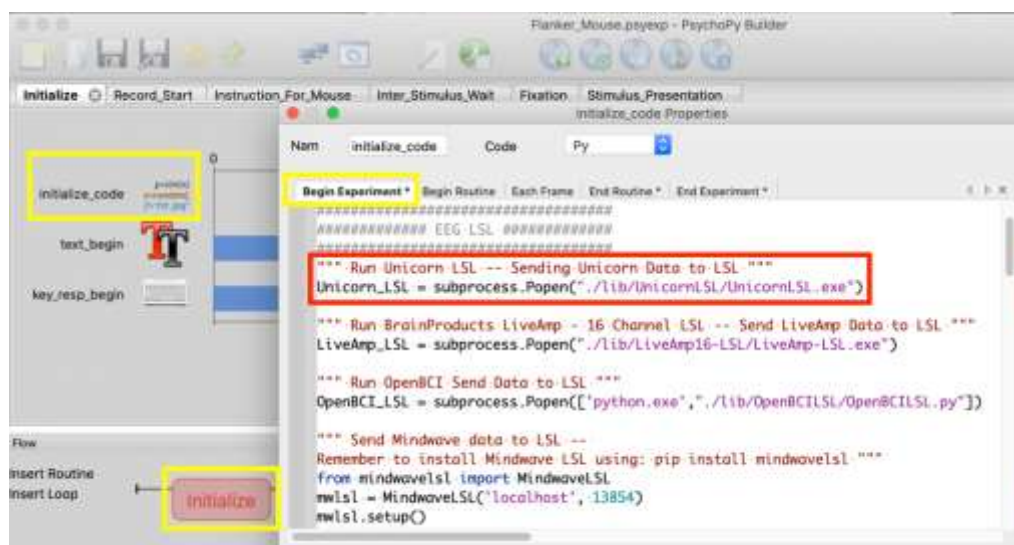 Flanker_Mouse.psyexp - PsychoPy Builder
Initialize Record_Start Instruction_For_Mouse Inter_Stimulus_Wait Fixation Stimulus_Presentation
initialize_code Properties
Nam initialize_code Code Py
Begin Experiment * Begin Routine Each Frame End Routine * End Experiment *
0
initialize_code
text_begin
key_resp_begin
############ EEG LSL ############
""" Run Unicorn LSL -- Sending Unicorn Data to LSL """
Unicorn_LSL = subprocess.Popen("./lib/UnicornLSL/UnicornLSL.exe")
""" Run BrainProducts LiveAmp - 16 Channel LSL -- Send LiveAmp Data to LSL """
LiveAmp_LSL = subprocess.Popen("./lib/LiveAmp16-LSL/LiveAmp-LSL.exe")
""" Run OpenBCI Send Data to LSL """
OpenBCI_LSL = subprocess.Popen(['python.exe',"./lib/OpenBCILSL/OpenBCILSL.py"])
""" Send Mindwave data to LSL --
Remember to install Mindwave LSL using: pip install mindwavelsl """
from mindwavelsl import MindwaveLSL
mwlsl = MindwaveLSL('localhost', 13854)
mwlsl.setup()
Flow
Insert Routine
Insert Loop
Initialize